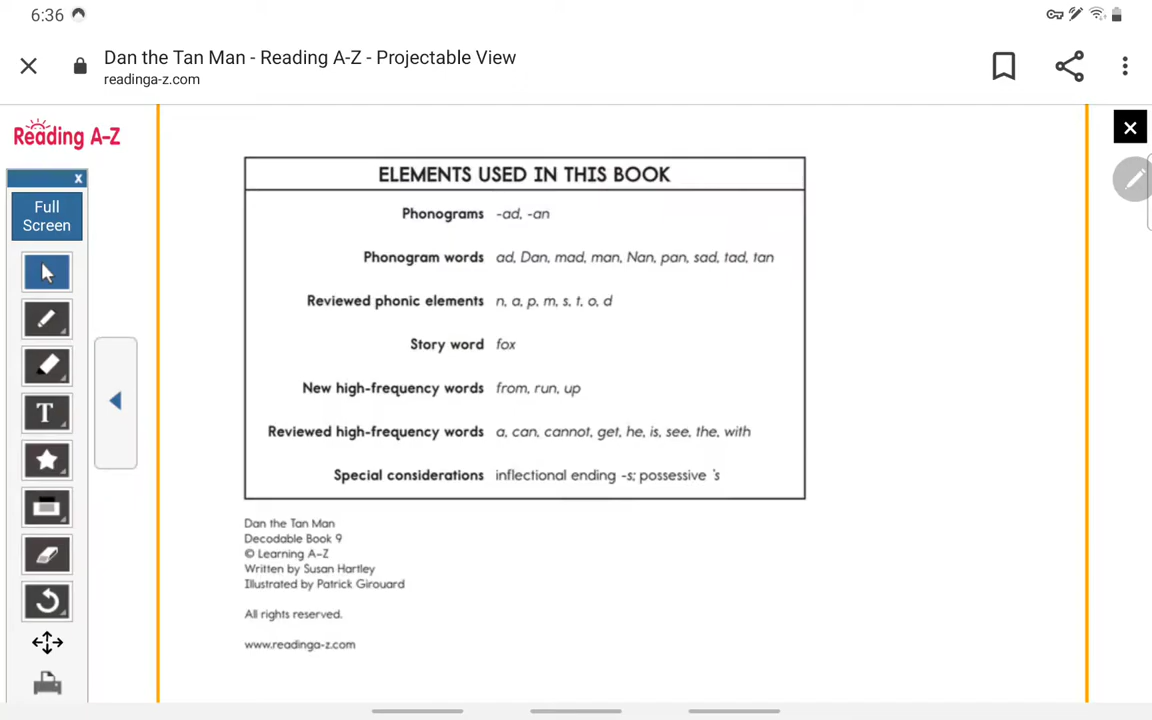 6:36
Dan the Tan Man - Reading A-Z - Projectable View
readinga-z.com
Reading A-Z
x
Full
Screen
T
ELEMENTS USED IN THIS BOOK
Phonograms -ad, -an
Phonogram words ad, Dan, mad, man, Nan, pan, sad, tad, tan
Reviewed phonic elements n, a, p, m, s, t, o, d
Story word fox
New high-frequency words from, run, up
Reviewed high-frequency words a, can, cannot, get, he, is, see, the, with
Special considerations inflectional ending -s; possessive 's
Dan the Tan Man
Decodable Book 9
© Learning A–Z
Written by Susan Hartley
Illustrated by Patrick Girouard
All rights reserved.
www.readinga-z.com